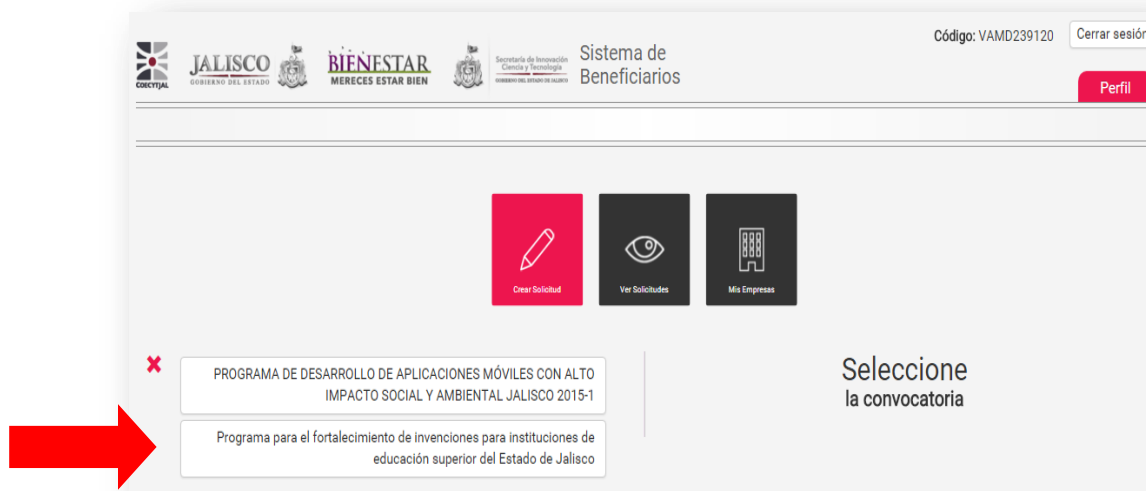 Código: VAMD239120
Cerrar sesión
COECYTJAL
JALISCO
GOBIERNO DEL ESTADO
BIENESTAR
MERECES ESTAR BIEN
Secretaría de Innovación
Ciencia y Tecnología
GOBIERNO DEL ESTADO DE JALISCO
Sistema de
Beneficiarios
Perfil
Crear Solicitud
Ver Solicitudes
Mis Empresas
PROGRAMA DE DESARROLLO DE APLICACIONES MÓVILES CON ALTO
IMPACTO SOCIAL Y AMBIENTAL JALISCO 2015-1
Seleccione
la convocatoria
Programa para el fortalecimiento de invenciones para instituciones de
educación superior del Estado de Jalisco